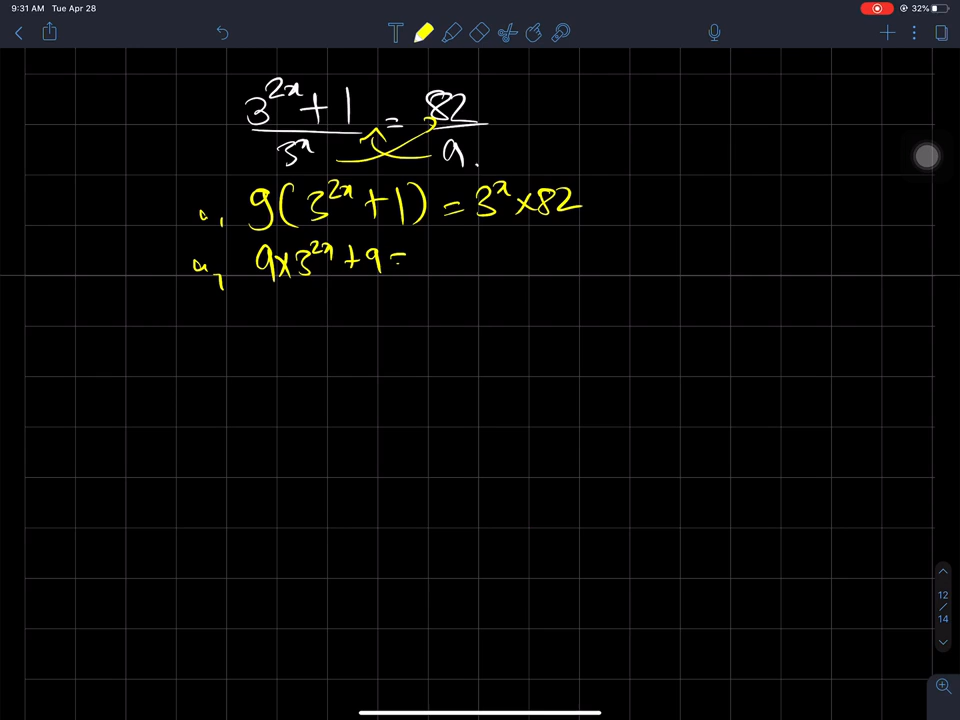 9:31 AM Tue Apr 28
32%
3^{2x} + 1 / 3^x = 82 / 9.
9(3^{2x} + 1) = 3^x × 82
9 × 3^{2x} + 9 =
12
/
14